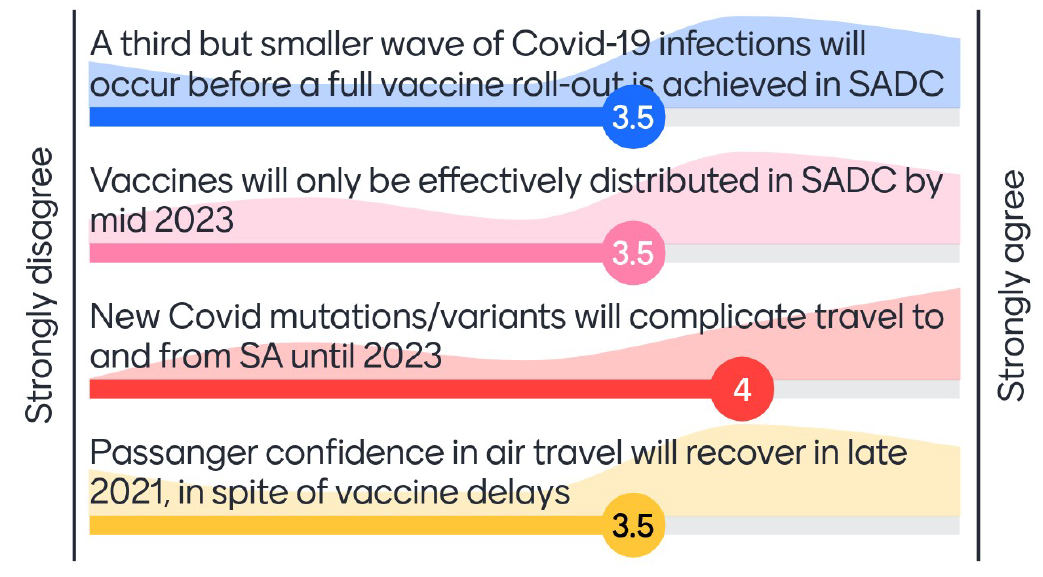 A third but smaller wave of Covid-19 infections will
occur before a full vaccine roll-out is achieved in SADC
3.5
Vaccines will only be effectively distributed in SADC by
mid 2023
3.5
New Covid mutations/variants will complicate travel to
and from SA until 2023
4
Passanger confidence in air travel will recover in late
2021, in spite of vaccine delays
3.5
Strongly disagree
Strongly agree